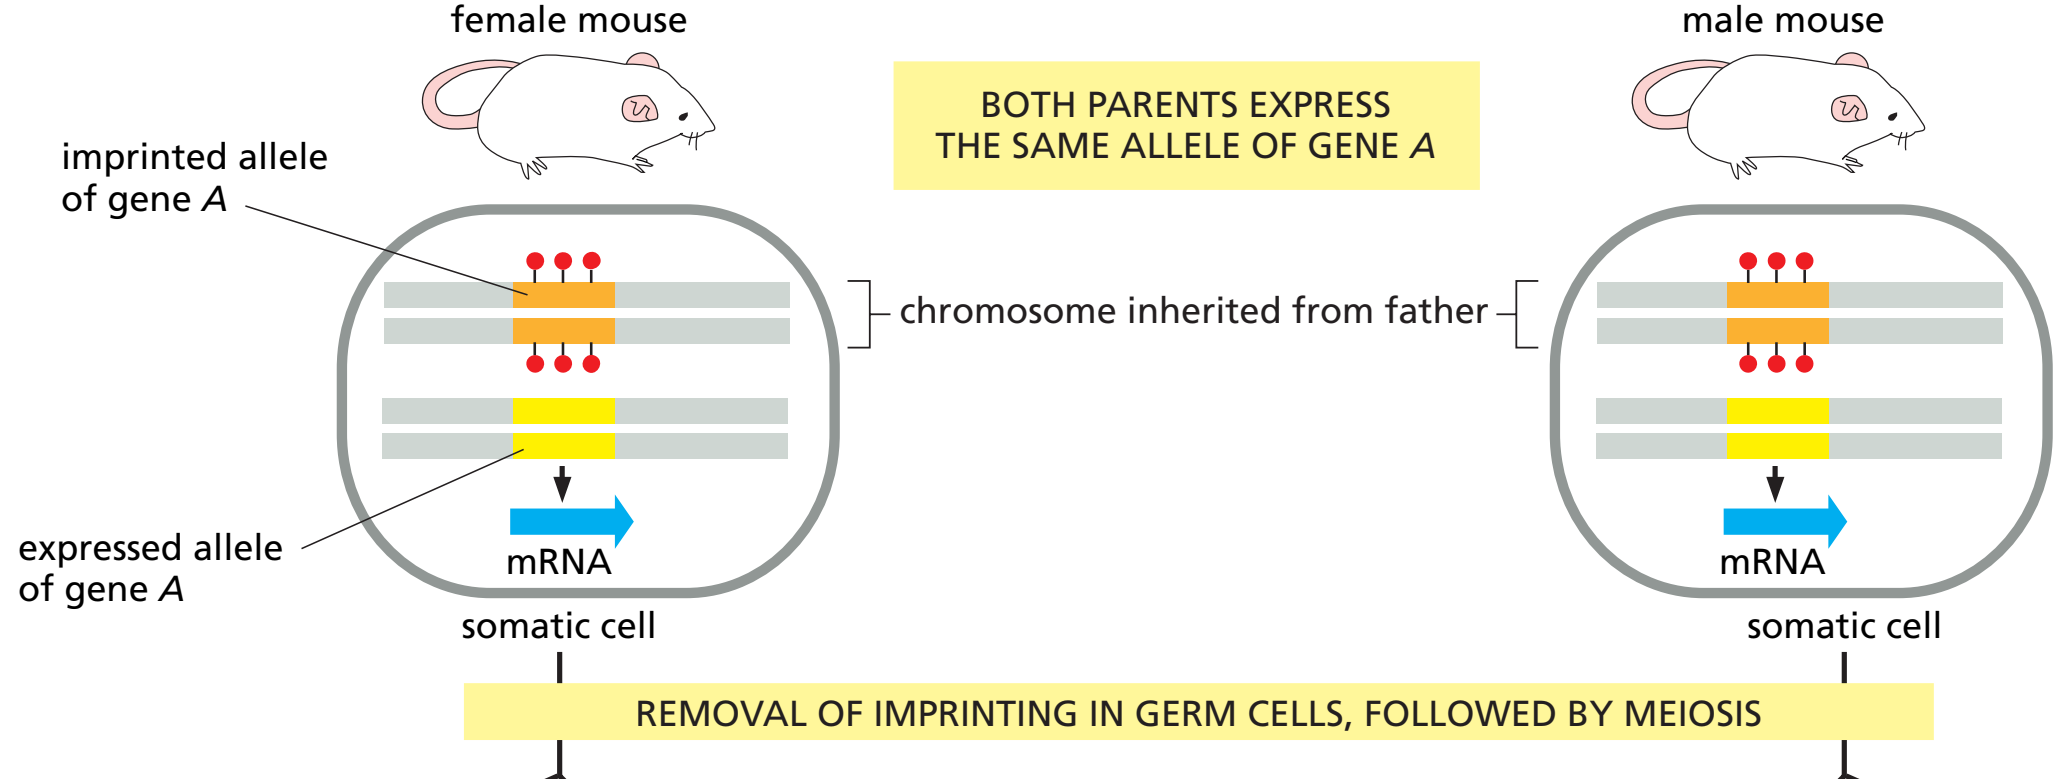 female mouse
male mouse
BOTH PARENTS EXPRESS
THE SAME ALLELE OF GENE A
imprinted allele
of gene A
chromosome inherited from father
expressed allele
of gene A
mRNA
mRNA
somatic cell
somatic cell
REMOVAL OF IMPRINTING IN GERM CELLS, FOLLOWED BY MEIOSIS